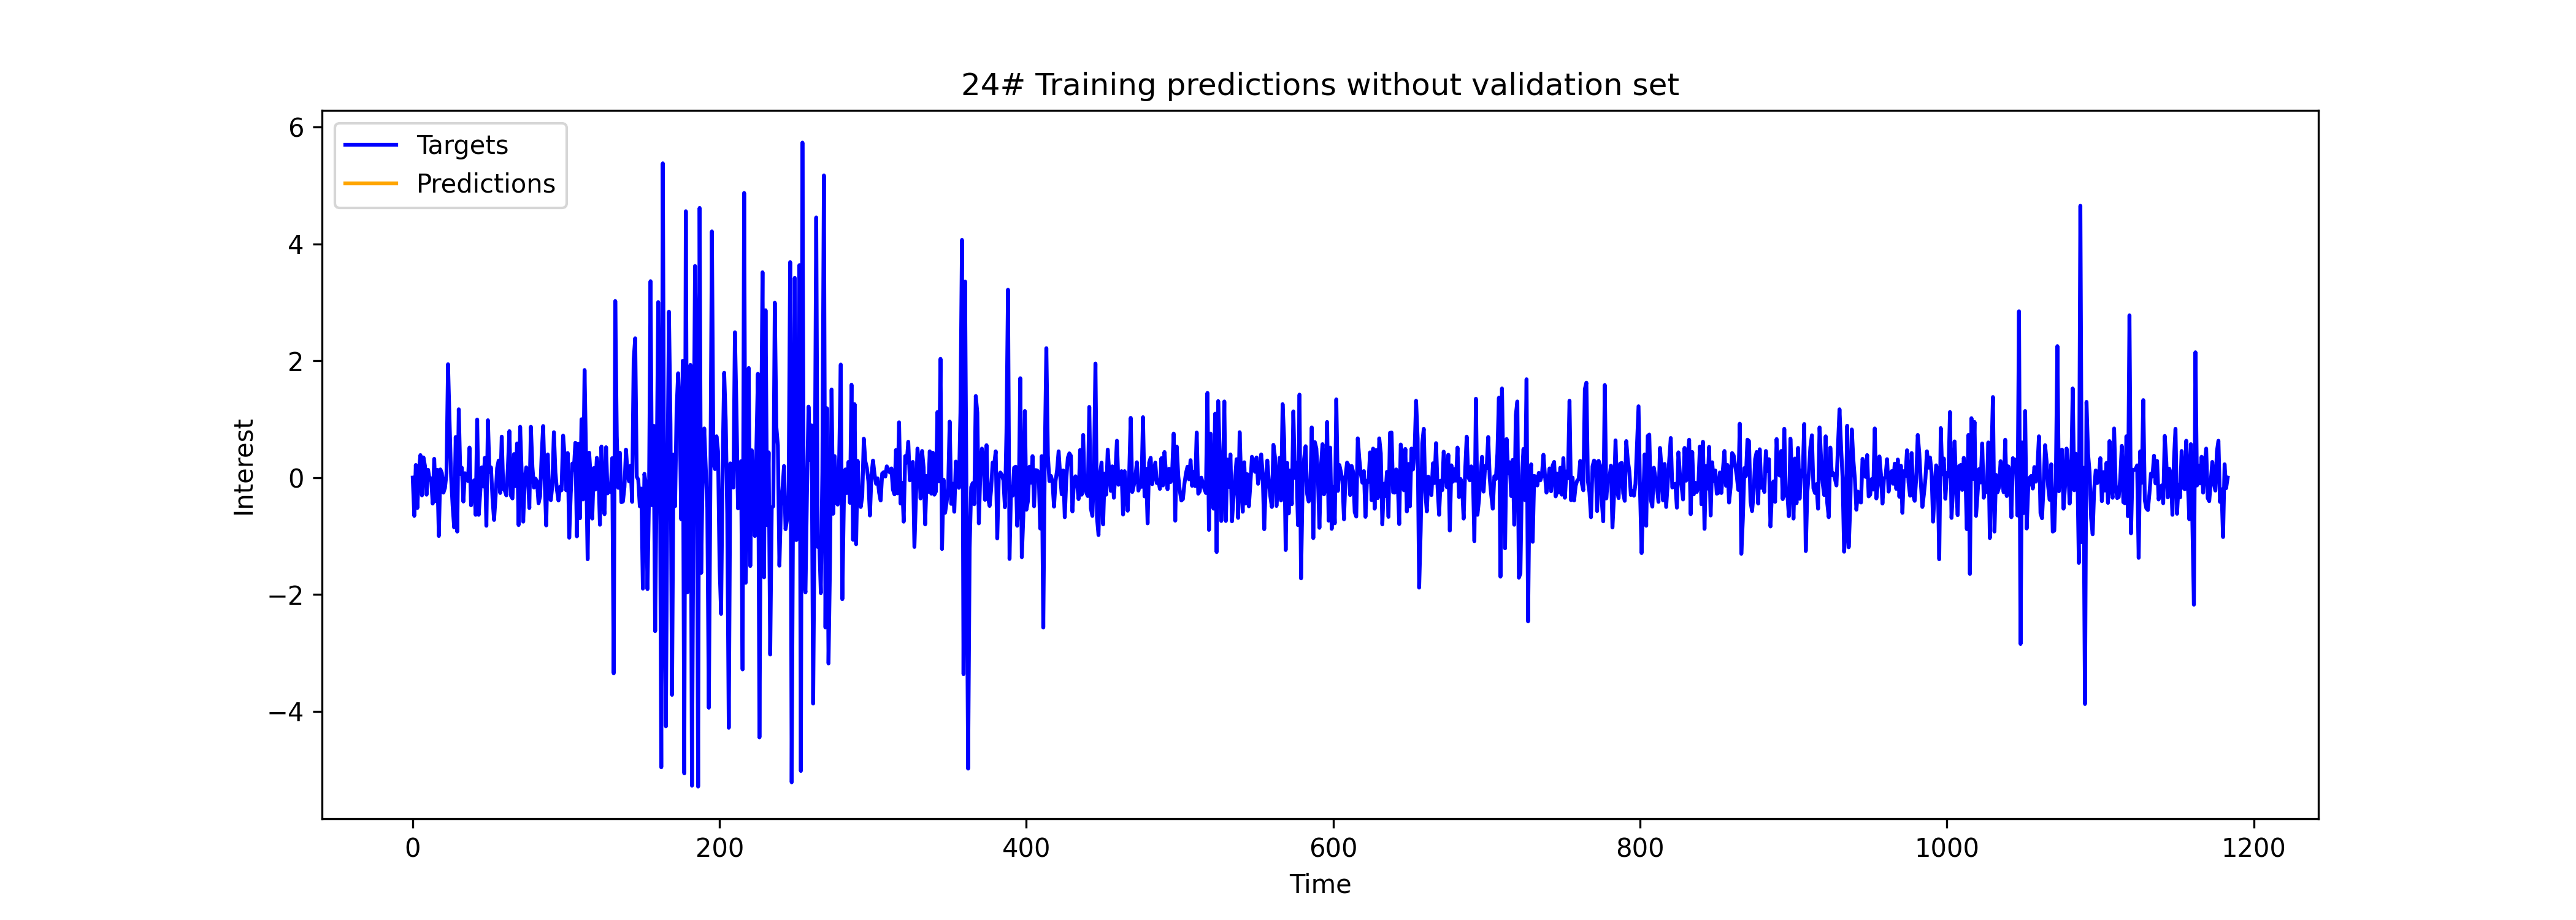 24# Training predictions without validation set
Targets
Predictions
6
4
2
0
−2
−4
Interest
0 200 400 600 800 1000 1200
Time